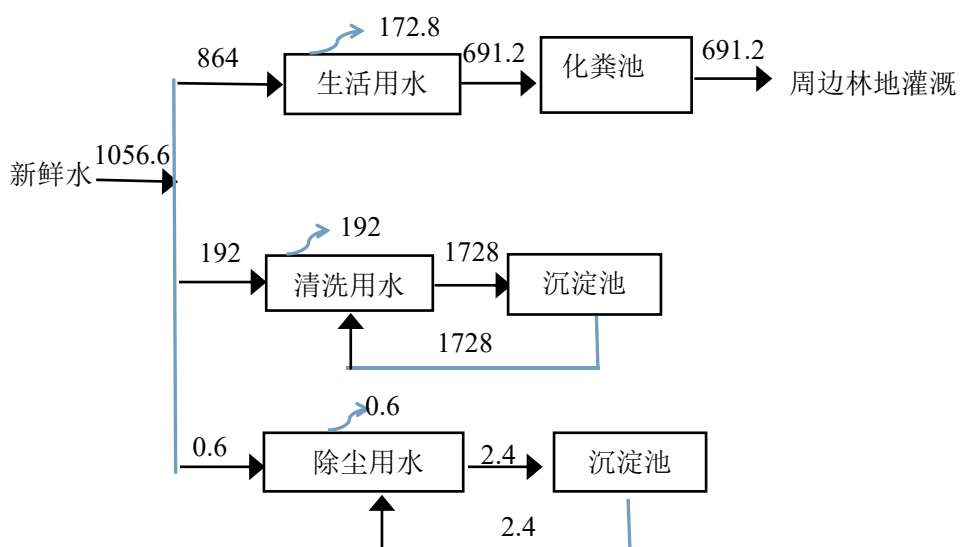 172.8
864
生活用水
691.2
化粪池
691.2
周边林地灌溉
新鲜水
1056.6
192
192
清洗用水
1728
沉淀池
1728
0.6
0.6
除尘用水
2.4
沉淀池
2.4